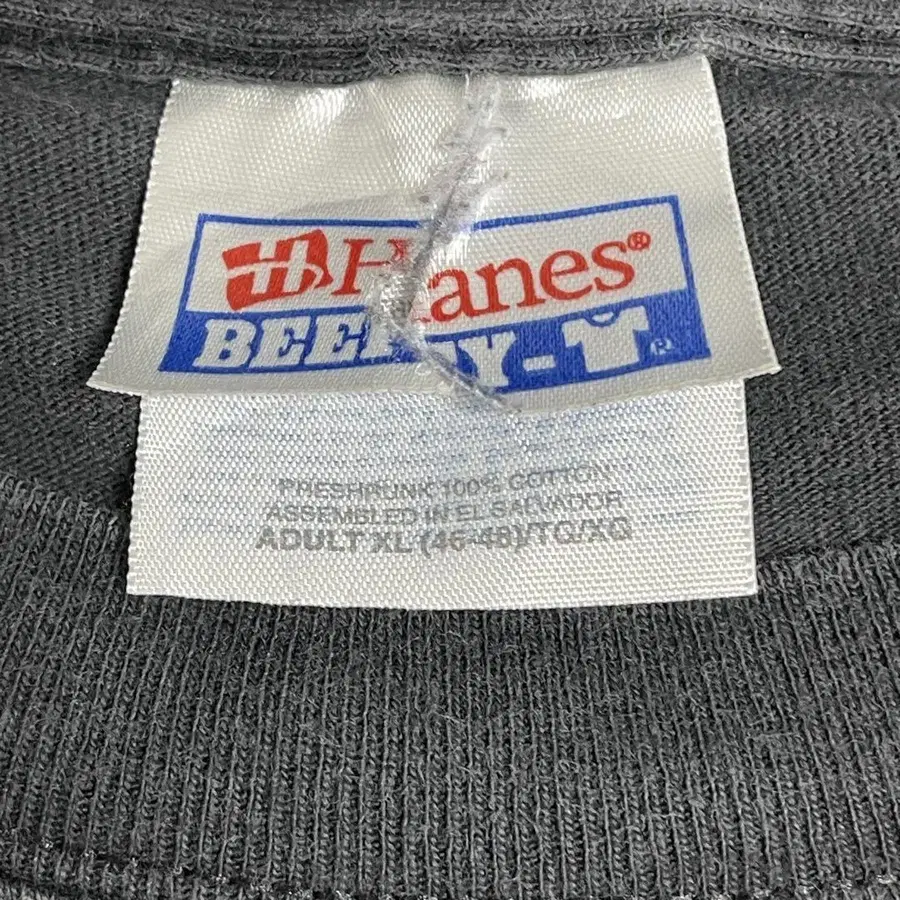 Hanes®
BEEFY-T®
PRESHRUNK 100% COTTON
ASSEMBLED IN EL SALVADOR
ADULT XL (46-48)/TG/XG